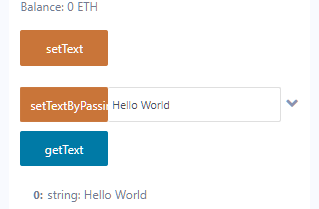 Balance: 0 ETH
setText
setTextByPassin Hello World
getText
0: string: Hello World